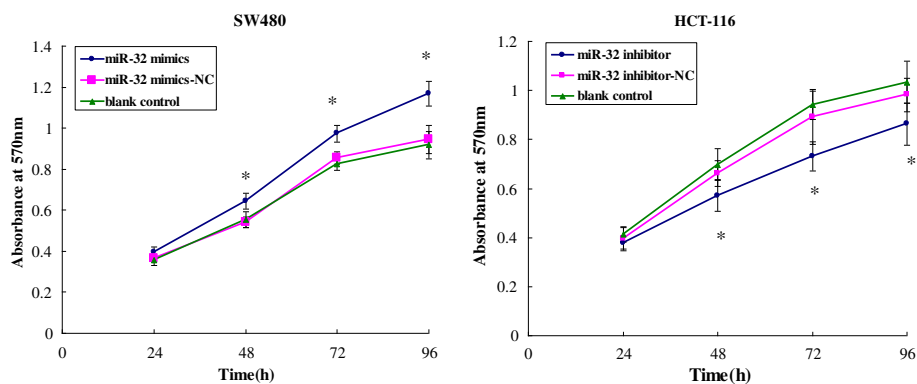 SW480
miR-32 mimics
miR-32 mimics-NC
blank control
Absorbance at 570nm
1.4
1.2
1
0.8
0.6
0.4
0.2
0
*
*
*
0
24
48
72
96
Time(h)
HCT-116
miR-32 inhibitor
miR-32 inhibitor-NC
blank control
Absorbance at 570nm
1.2
1.0
0.8
0.6
0.4
0.2
0
*
*
*
0
24
48
72
96
Time(h)